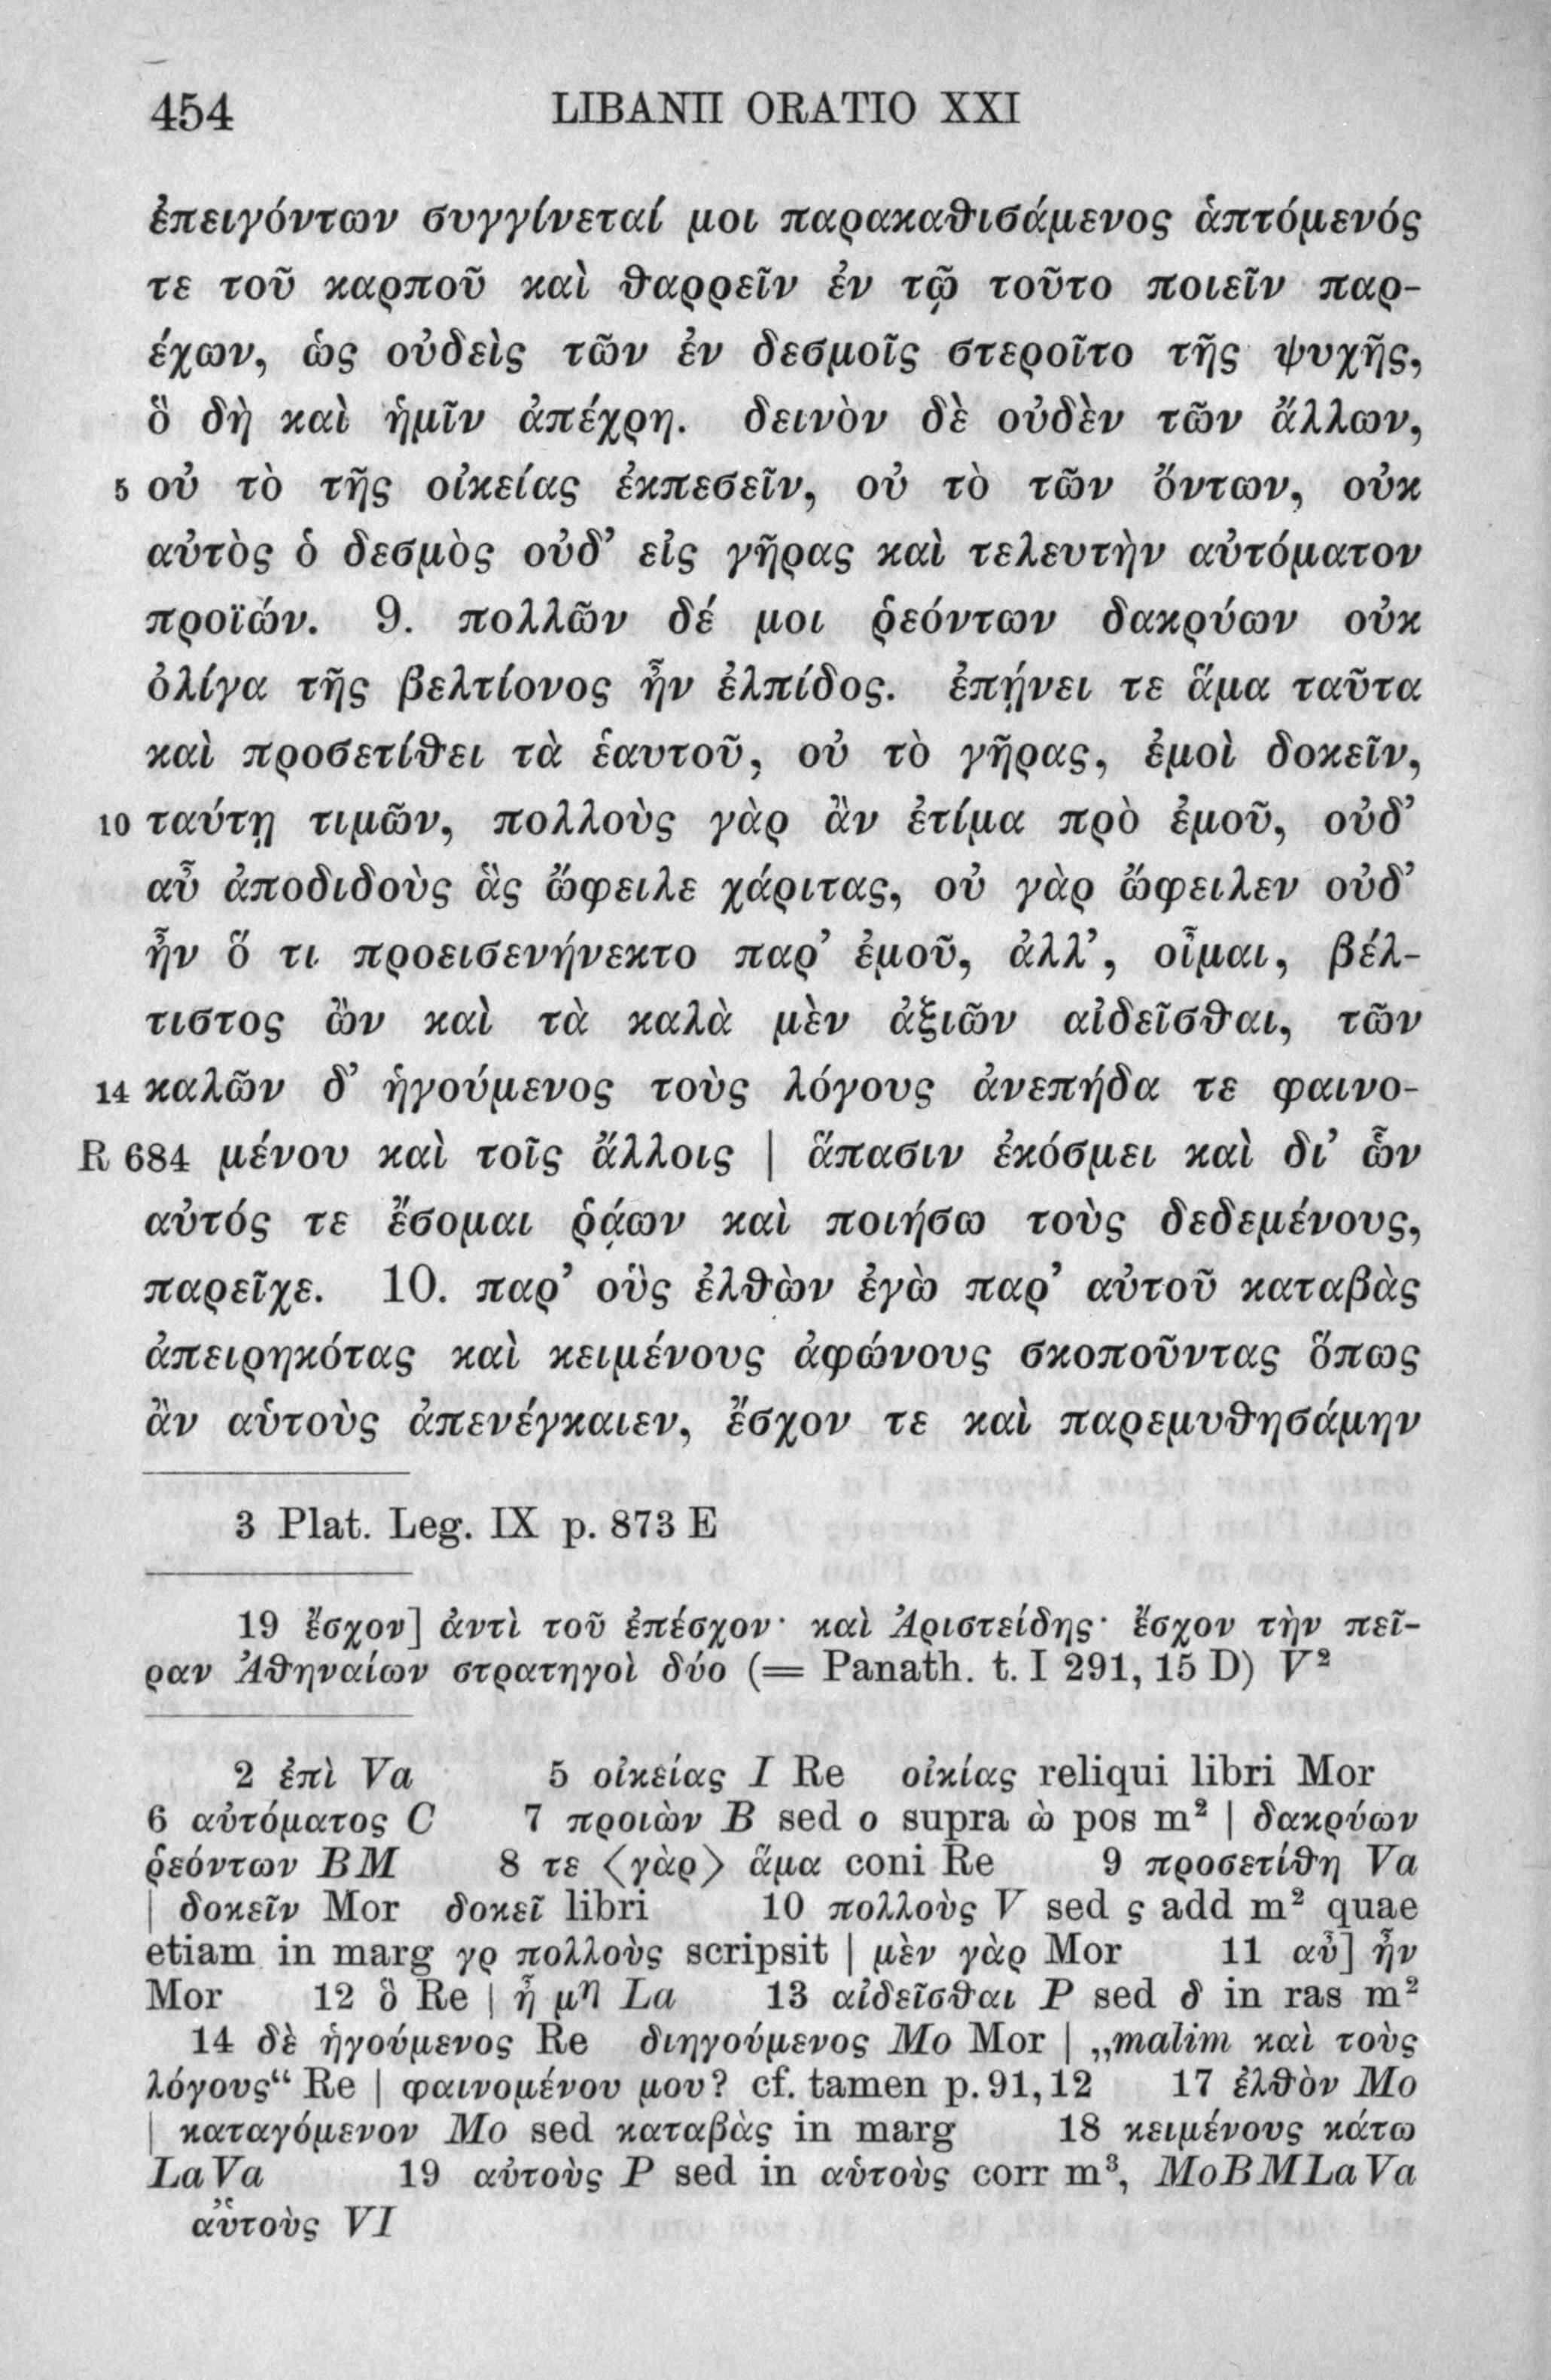 454 LIBANII ORATIO XXI
ἐπειγόντων συγγίνεταί μοι παρακαθισάμενος ἁπτόμενός
τε τοῦ καρποῦ καὶ θαρρεῖν ἐν τῷ τοῦτο ποιεῖν παρ-
έχων, ὡς οὐδεὶς τῶν ἐν δεσμοῖς στεροῖτο τῆς ψυχῆς,
ὃ δὴ καὶ ἡμῖν ἀπέχρη. δεινὸν δὲ οὐδὲν τῶν ἄλλων,
5 οὐ τὸ τῆς οἰκείας ἐκπεσεῖν, οὐ τὸ τῶν ὄντων, οὐκ
αὐτὸς ὁ δεσμὸς οὐδ’ εἰς γῆρας καὶ τελευτὴν αὐτόματον
προϊών. 9. πολλῶν δέ μοι ῥεόντων δακρύων οὐκ
ὀλίγα τῆς βελτίονος ἦν ἐλπίδος. ἐπῄνει τε ἅμα ταῦτα
καὶ προσετίθει τὰ ἑαυτοῦ, οὐ τὸ γῆρας, ἐμοὶ δοκεῖν,
10 ταύτῃ τιμῶν, πολλοὺς γὰρ ἂν ἐτίμα πρὸ ἐμοῦ, οὐδ’
αὖ ἀποδιδοὺς ἃς ὤφειλε χάριτας, οὐ γὰρ ὤφειλεν οὐδ’
ἦν ὅ τι προεισενήνεκτο παρ’ ἐμοῦ, ἀλλ’, οἶμαι, βέλ-
τιστος ὢν καὶ τὰ καλὰ μὲν ἀξιῶν αἰδεῖσθαι, τῶν
14 καλῶν δ’ ἡγούμενος τοὺς λόγους ἀνεπήδα τε φαινο-
R 684 μένου καὶ τοῖς ἄλλοις | ἅπασιν ἐκόσμει καὶ δι’ ὧν
αὐτός τε ἔσομαι ῥᾴων καὶ ποιήσω τοὺς δεδεμένους,
παρεῖχε. 10. παρ’ οὓς ἐλθὼν ἐγὼ παρ’ αὐτοῦ καταβὰς
ἀπειρηκότας καὶ κειμένους ἀφώνους σκοποῦντας ὅπως
ἂν αὑτοὺς ἀπενέγκαιεν, ἔσχον τε καὶ παρεμυθησάμην
3 Plat. Leg. IX p. 873 E
19 ἔσχον] ἀντὶ τοῦ ἐπέσχον· καὶ Ἀριστείδης· ἔσχον τὴν πεῖ-
ραν Ἀθηναίων στρατηγοὶ δύο (= Panath. t. I 291, 15 D) V²
2 ἐπὶ Va 5 οἰκείας I Re οἰκίας reliqui libri Mor
6 αὐτόματος C 7 προιὼν B sed ο supra ὼ pos m² | δακρύων
ῥεόντων BM 8 τε ⟨γὰρ⟩ ἅμα coni Re 9 προσετίθη Va
| δοκεῖν Mor δοκεῖ libri 10 πολλοὺς V sed ς add m² quae
etiam in marg γρ πολλοὺς scripsit | μὲν γὰρ Mor 11 αὖ] ἦν
Mor 12 ὃ Re | ἦ μη La 13 αἰδεῖσθαι P sed δ in ras m²
14 δὲ ἡγούμενος Re διηγούμενος Mo Mor | „malim καὶ τοὺς
λόγους“ Re | φαινομένου μου? cf. tamen p. 91, 12 17 ἐλθὸν Mo
| καταγόμενον Mo sed καταβὰς in marg 18 κειμένους κάτω
La Va 19 αὐτοὺς P sed in αὑτοὺς corr m³, MoBMLaVa
αὐ̔τοὺς VI